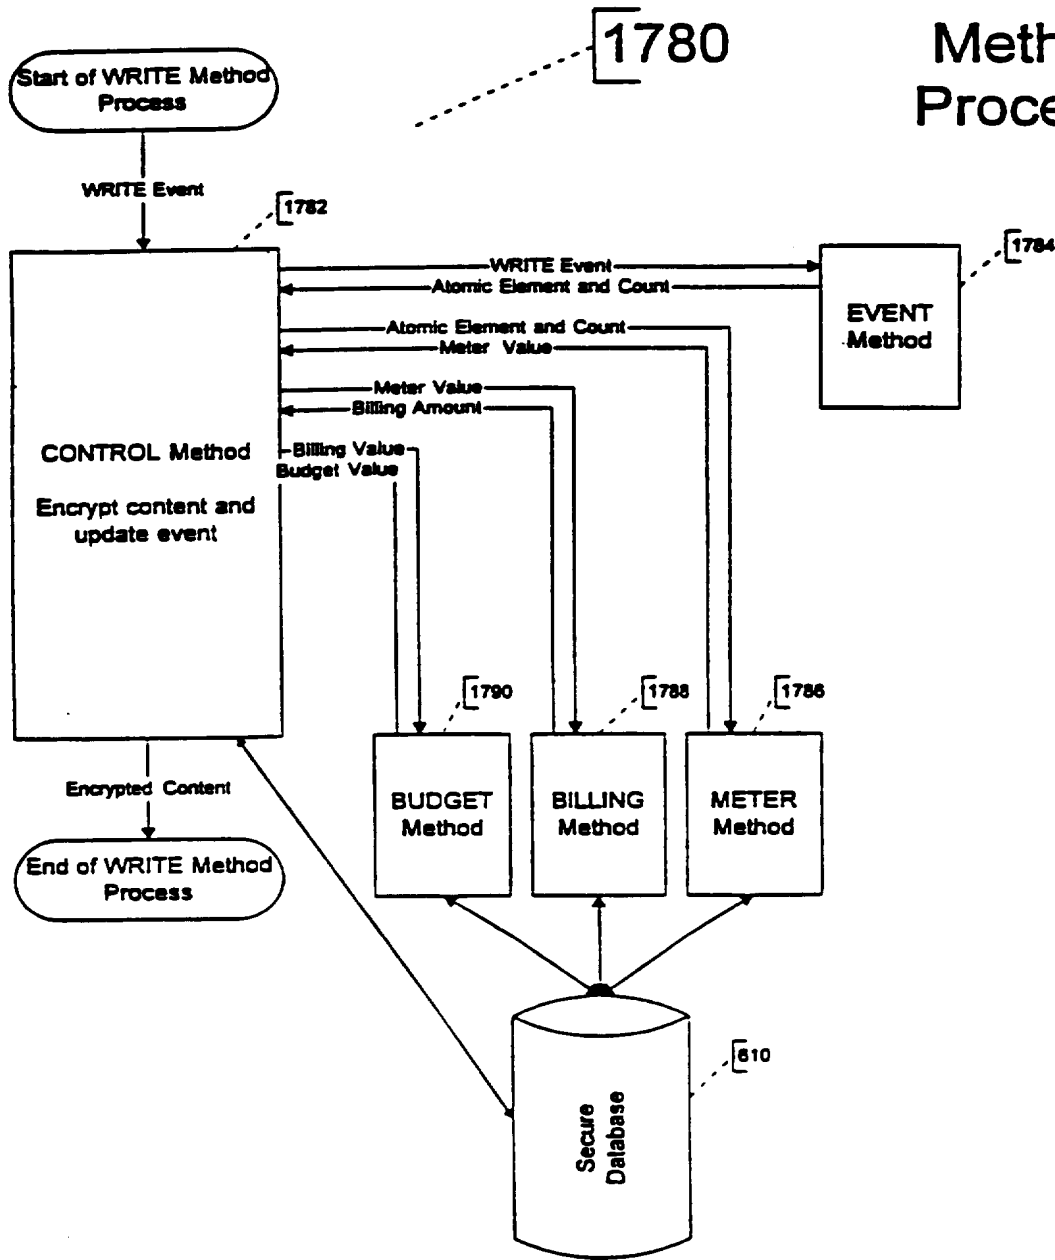 1780
Meth
Proce
Start of WRITE Method
Process
WRITE Event
1782
WRITE Event
Atomic Element and Count
1784
EVENT
Method
Atomic Element and Count
Meter Value
Meter Value
Billing Amount
CONTROL Method
Encrypt content and
update event
Billing Value
Budget Value
1790
1788
1786
BUDGET
Method
BILLING
Method
METER
Method
Encrypted Content
End of WRITE Method
Process
610
Secure
Database